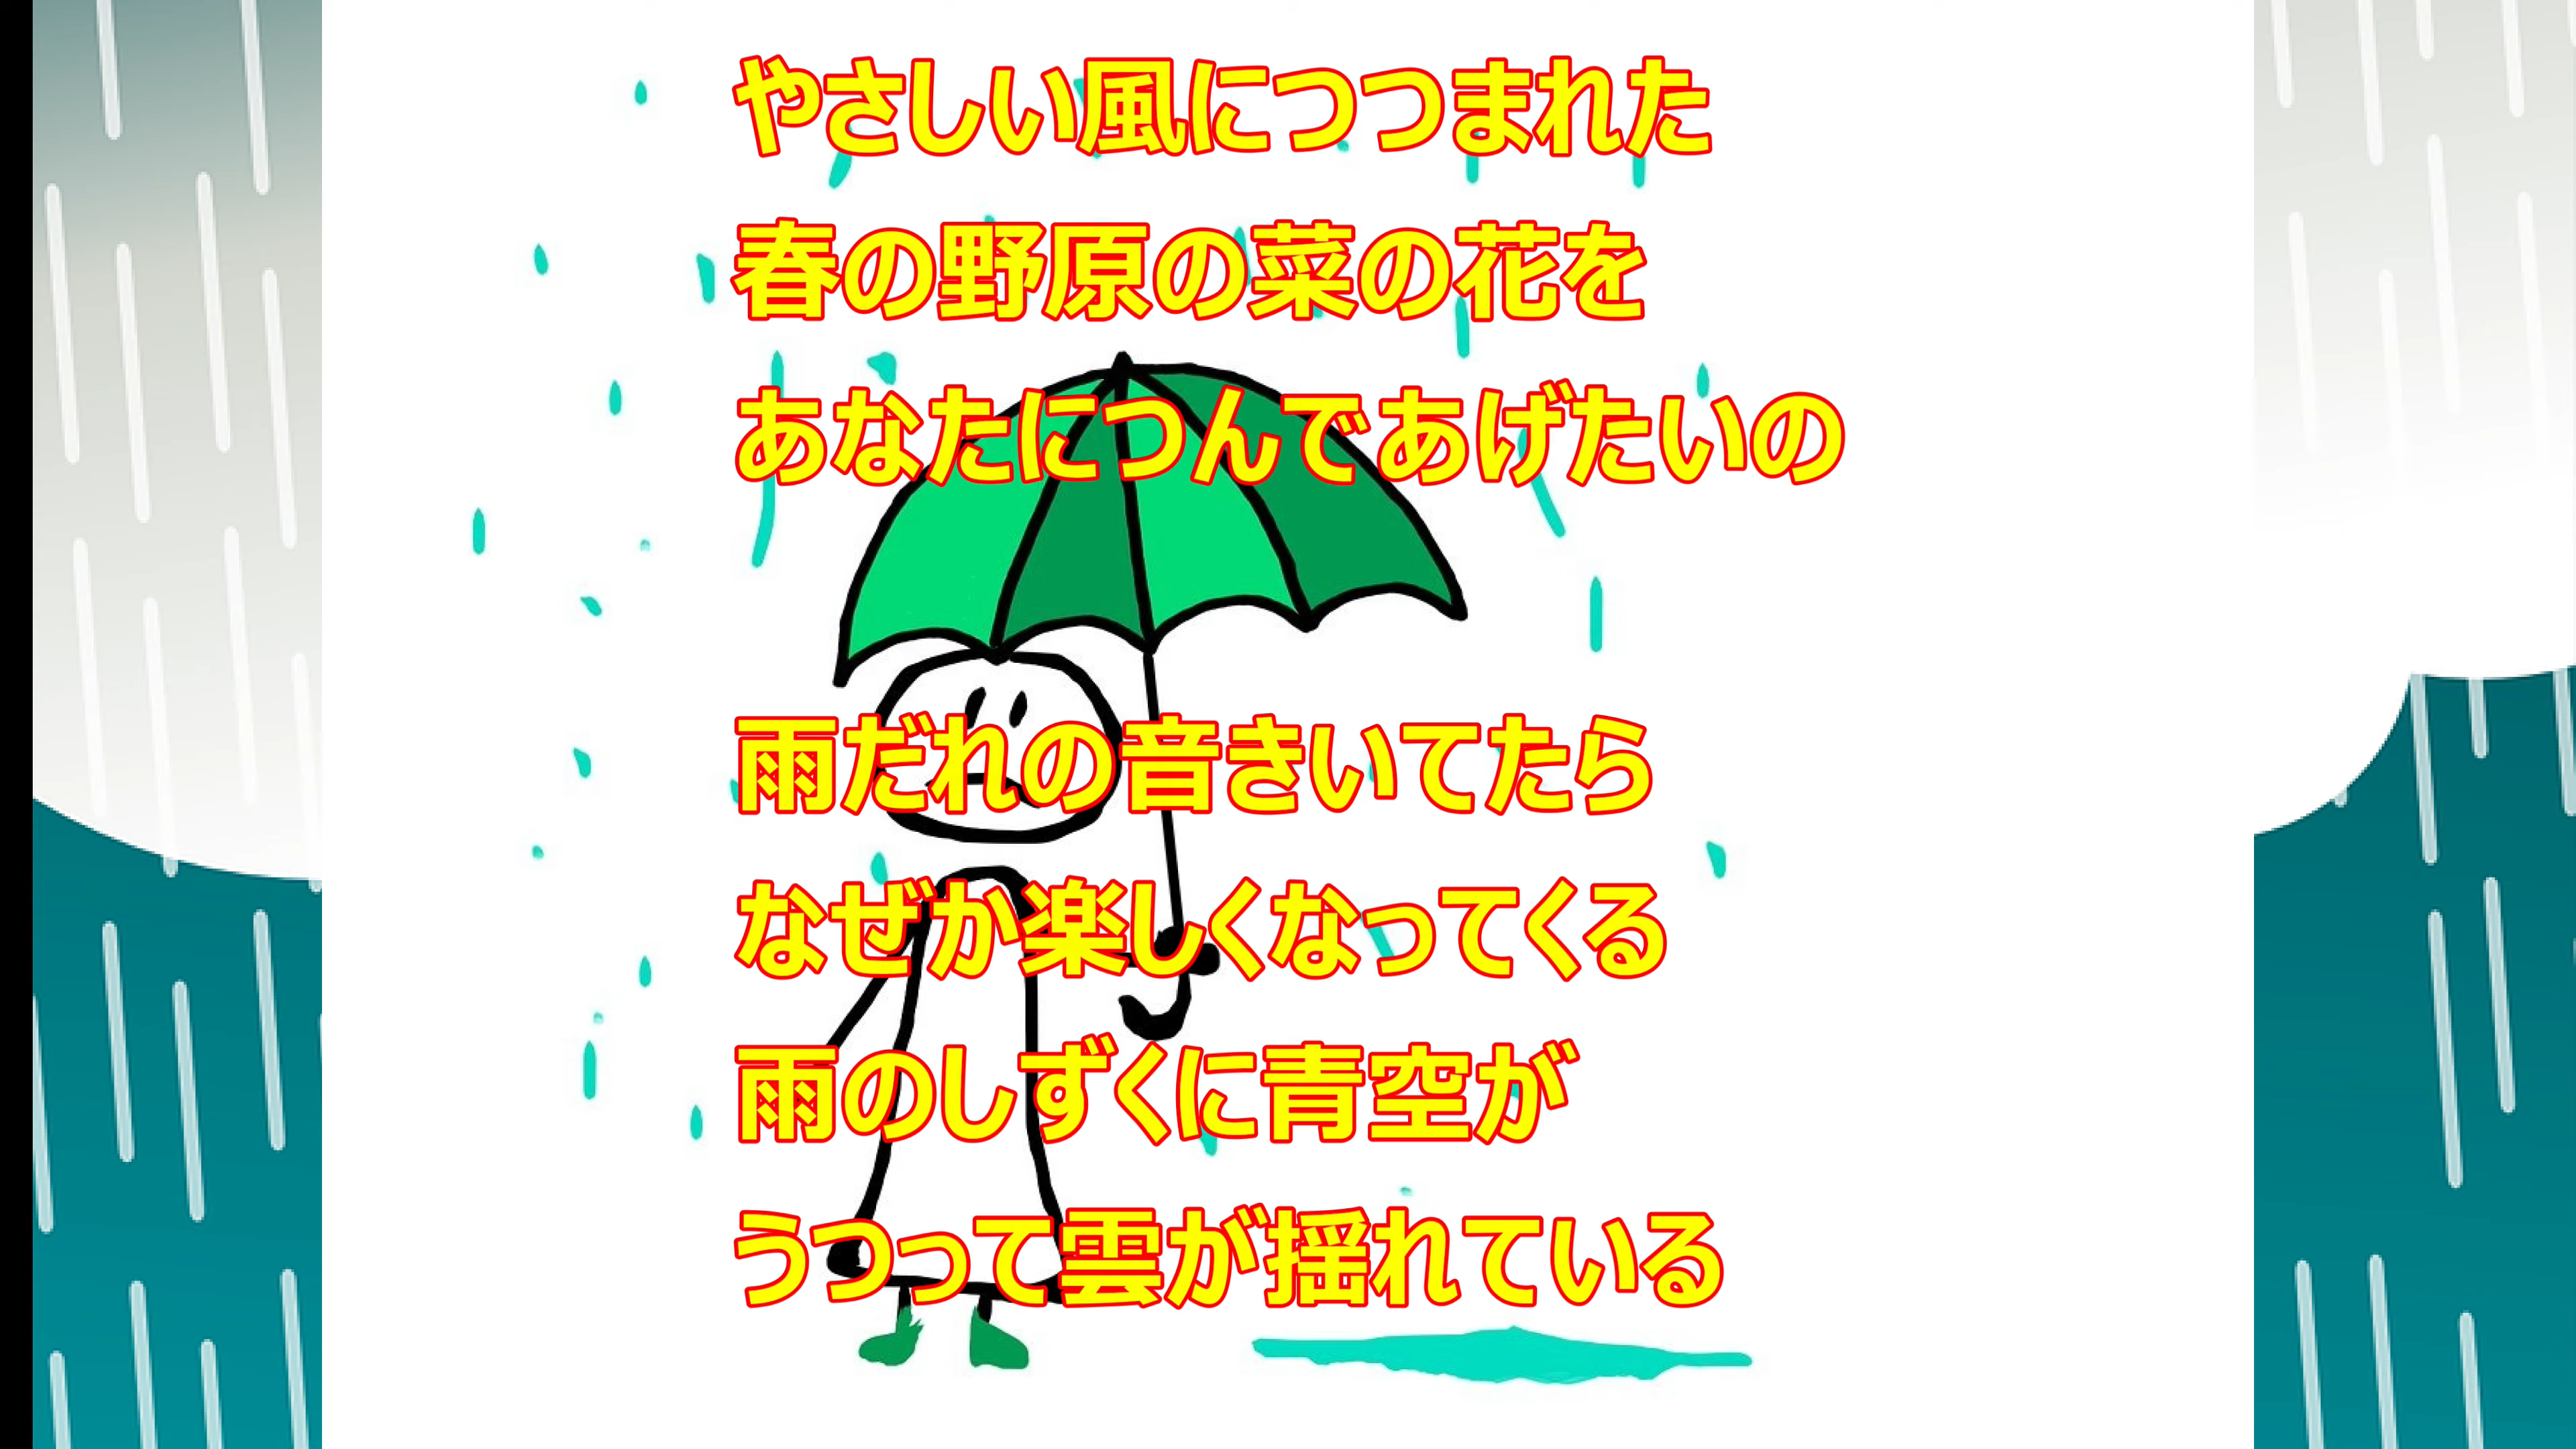 やさしい風につつまれた
春の野原の菜の花を
あなたにつんであげたいの
雨だれの音きいてたら
なぜか楽しくなってくる
雨のしずくに青空が
うつって雲が揺れている